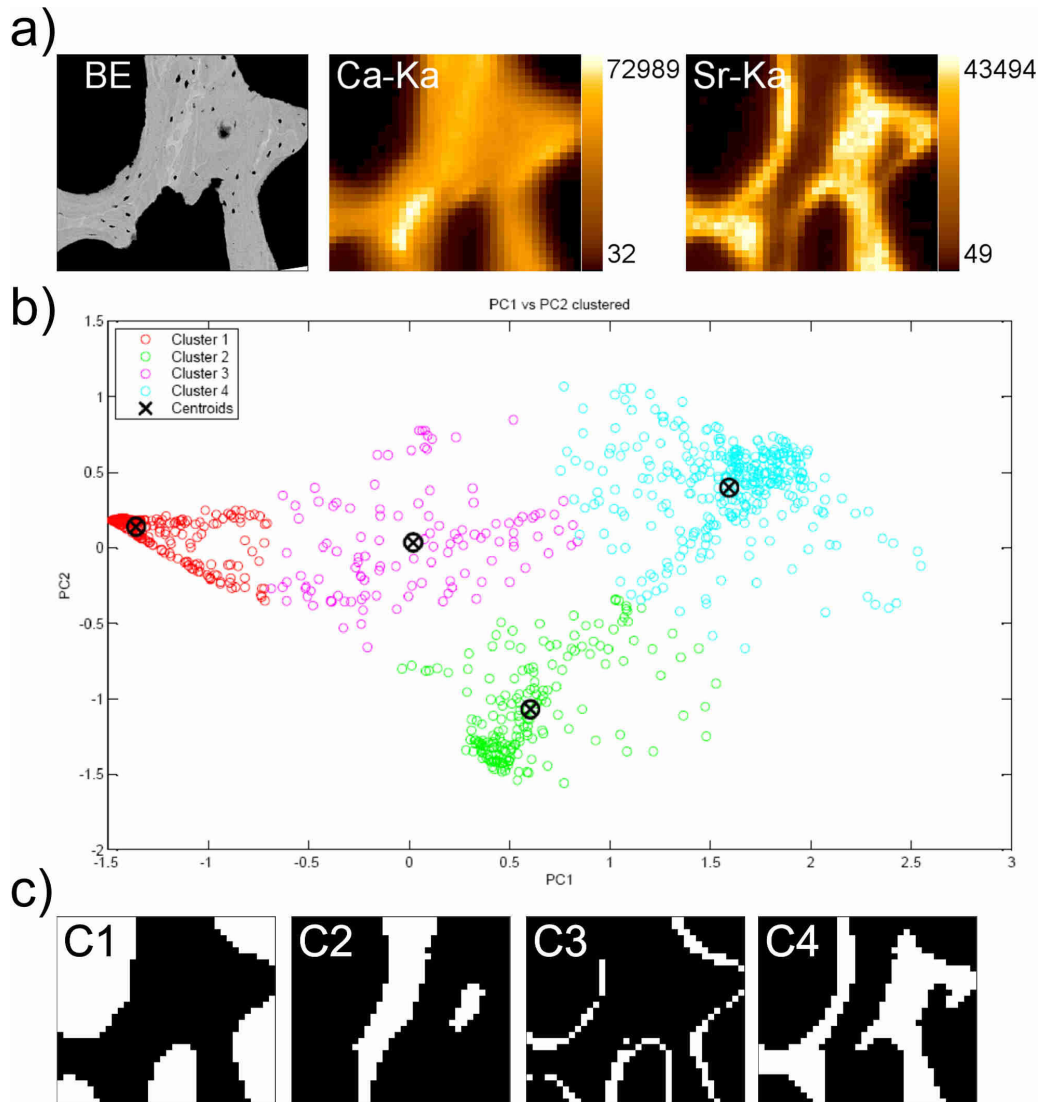 a)
BE
Ca-Ka
72989
32
Sr-Ka
43494
49
b)
PC1 vs PC2 clustered
Cluster 1
Cluster 2
Cluster 3
Cluster 4
Centroids
1.5
1
0.5
0
-0.5
-1
-1.5
-2
PC2
-1.5 -1 -0.5 0 0.5 1 1.5 2 2.5 3
PC1
c)
C1 C2 C3 C4